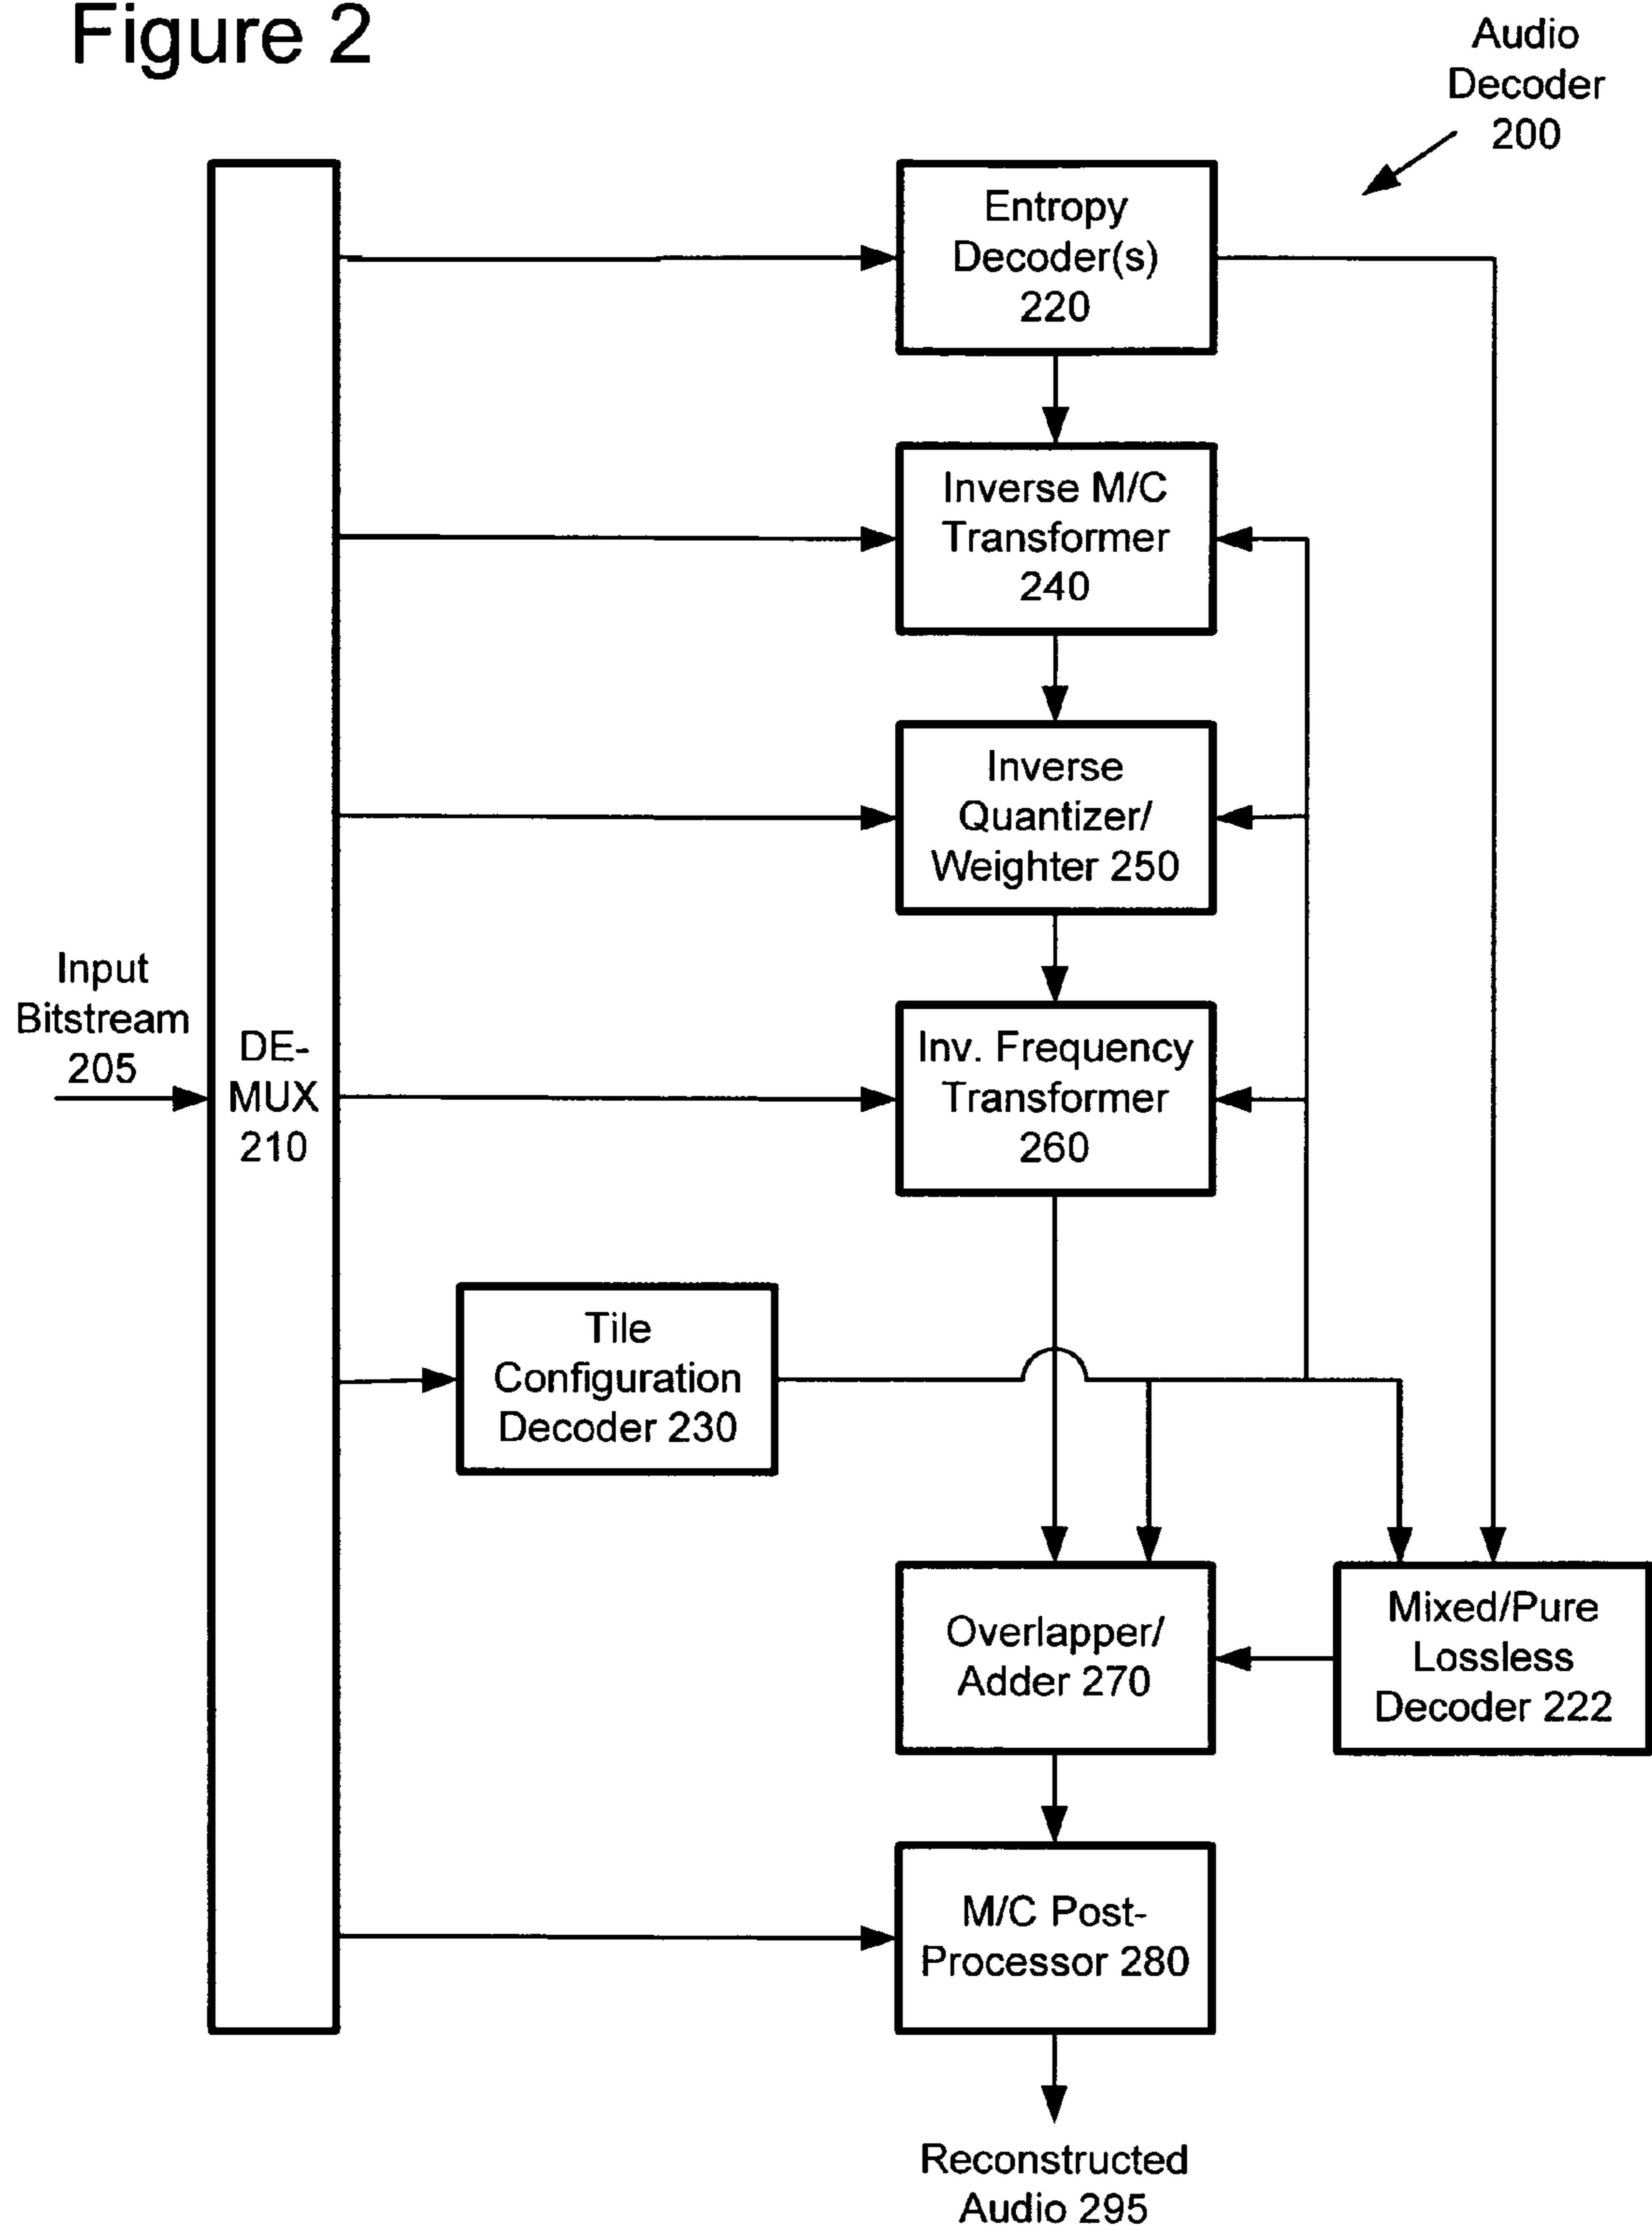 Figure 2
Audio
Decoder
200
Entropy
Decoder(s)
220
Inverse M/C
Transformer
240
Inverse
Quantizer/
Weighter 250
Input
Bitstream
205
DE-
MUX
210
Inv. Frequency
Transformer
260
Tile
Configuration
Decoder 230
Overlapper/
Adder 270
Mixed/Pure
Lossless
Decoder 222
M/C Post-
Processor 280
Reconstructed
Audio 295